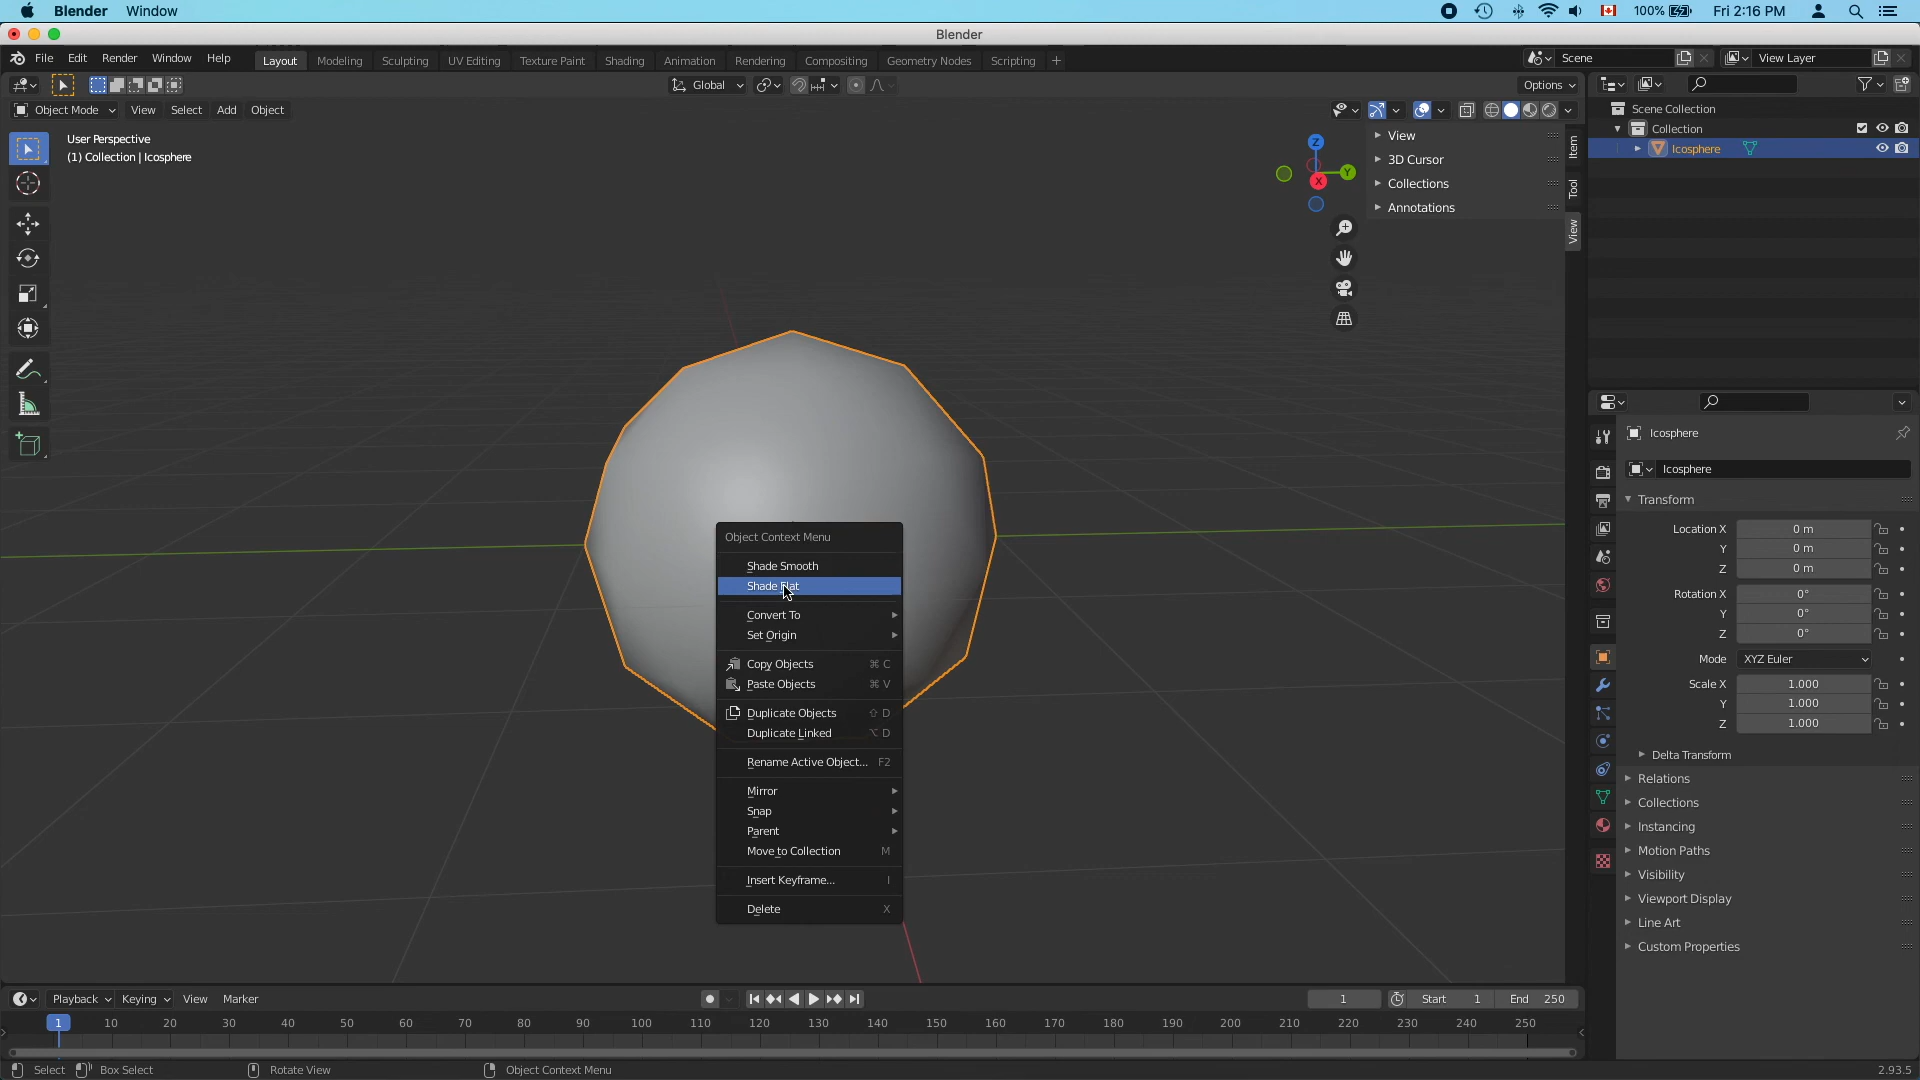 Blender Window 100% Fri 2:16 PM
Blender
File Edit Render Window Help Layout Modeling Sculpting UV Editing Texture Paint Shading Animation Rendering Compositing Geometry Nodes Scripting + Scene View Layer
Global Options
Object Mode View Select Add Object
User Perspective
(1) Collection | Icosphere
Z
Y
X
View
3D Cursor
Collections
Annotations
Item
Tool
View
Scene Collection
Collection
Icosphere
Icosphere
Icosphere
Transform
Location X 0 m
Y 0 m
Z 0 m
Rotation X 0°
Y 0°
Z 0°
Mode XYZ Euler
Scale X 1.000
Y 1.000
Z 1.000
Delta Transform
Relations
Collections
Instancing
Motion Paths
Visibility
Viewport Display
Line Art
Custom Properties
Object Context Menu
Shade Smooth
Shade Flat
Convert To
Set Origin
Copy Objects ⌘ C
Paste Objects ⌘ V
Duplicate Objects ⇧ D
Duplicate Linked ⌥ D
Rename Active Object... F2
Mirror
Snap
Parent
Move to Collection M
Insert Keyframe... I
Delete X
Playback Keying View Marker 1 Start 1 End 250
1 10 20 30 40 50 60 70 80 90 100 110 120 130 140 150 160 170 180 190 200 210 220 230 240 250
Select Box Select Rotate View Object Context Menu 2.93.5